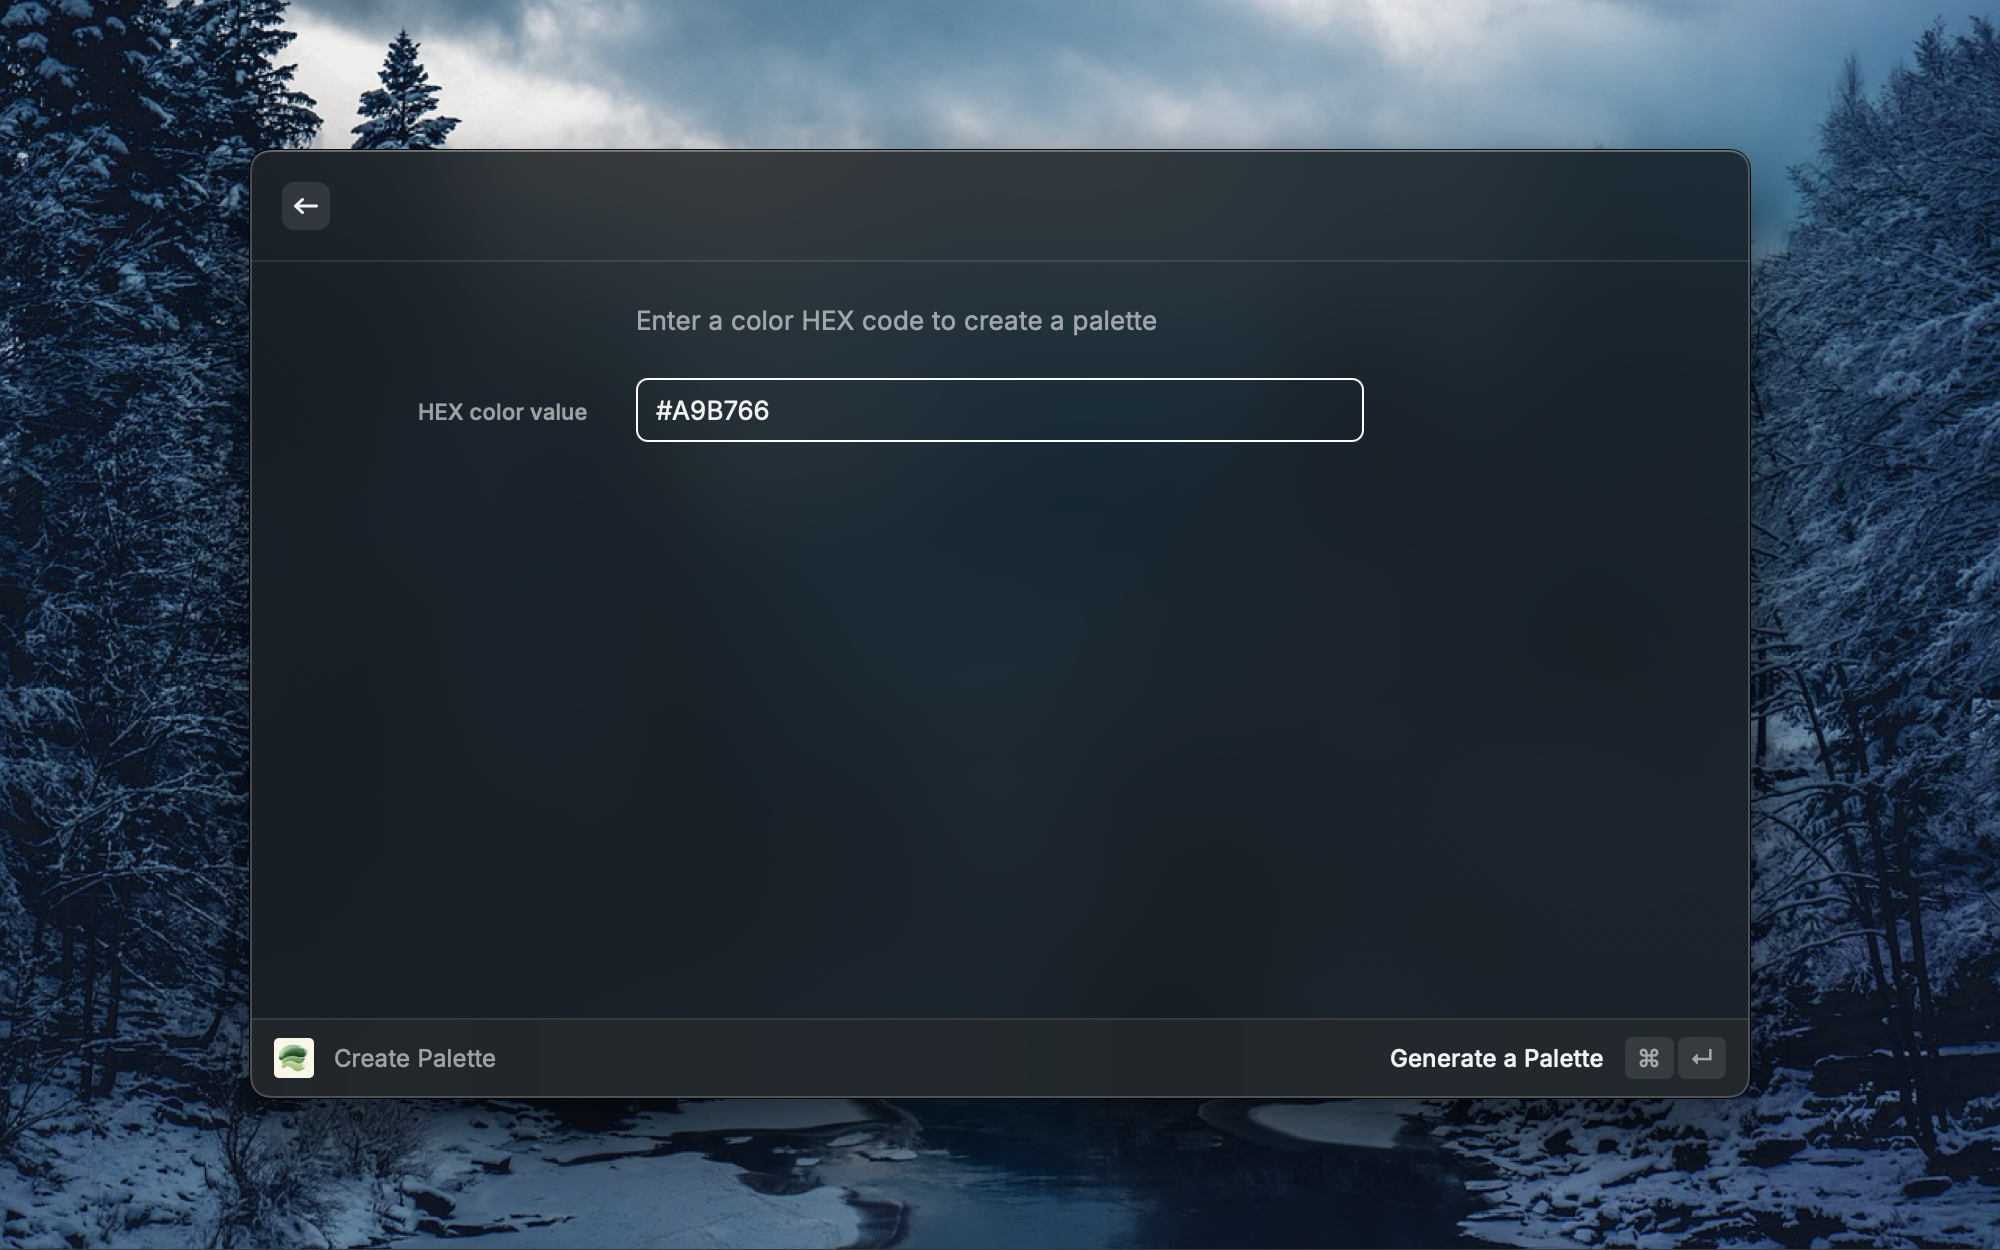 Enter a color HEX code to create a palette
HEX color value
#A9B766
Create Palette
Generate a Palette ⌘ ↵